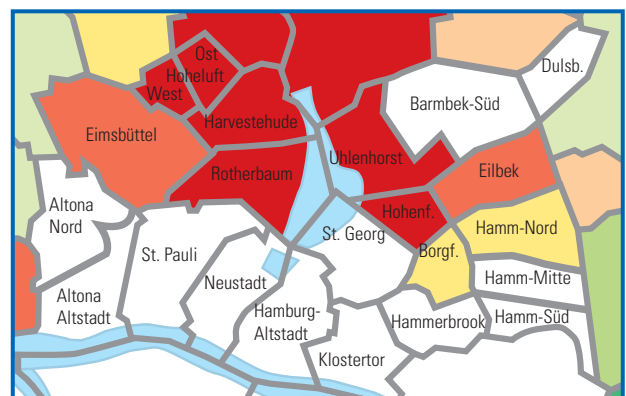 Ost
Hoheluft
West
Dulsb.
Barmbek-Süd
Harvestehude
Eimsbüttel
Uhlenhorst
Rotherbaum
Eilbek
Altona
Nord
Hohenf.
St. Georg
Hamm-Nord
St. Pauli
Borgf.
Neustadt
Hamm-Mitte
Altona
Altstadt
Hamburg-
Altstadt
Hammerbrook
Hamm-Süd
Klostertor